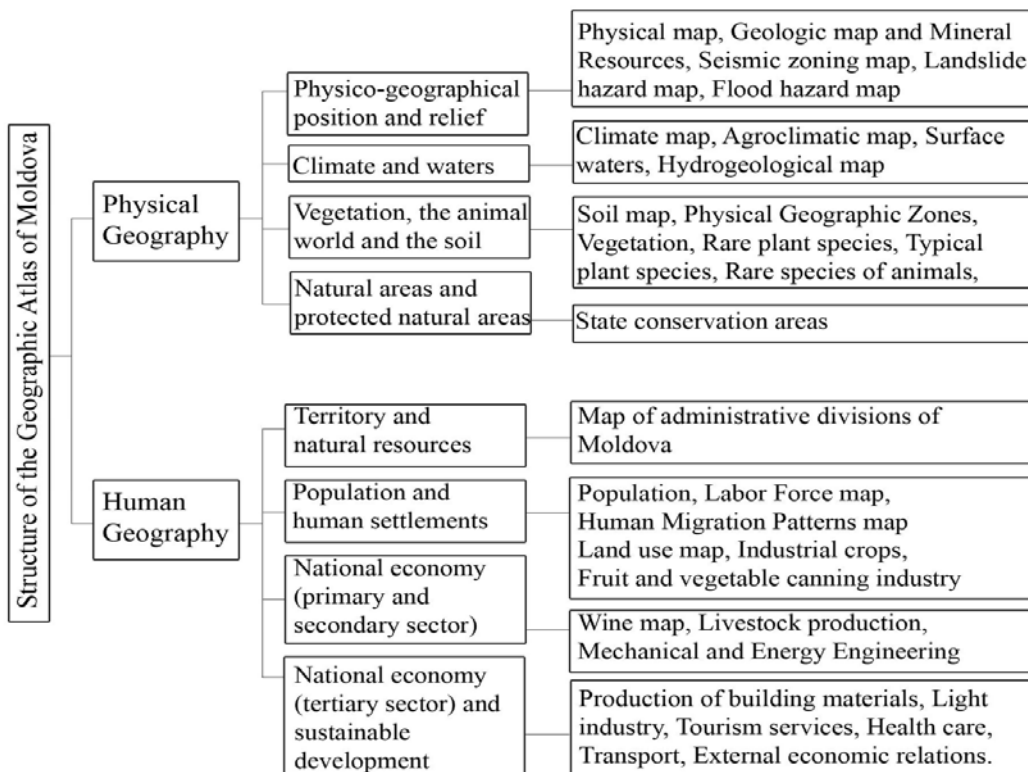 Structure of the Geographic Atlas of Moldova
Physical
Geography
Physico-geographical
position and relief
Physical map, Geologic map and Mineral
Resources, Seismic zoning map, Landslide
hazard map, Flood hazard map
Climate and waters
Climate map, Agroclimatic map, Surface
waters, Hydrogeological map
Vegetation, the animal
world and the soil
Soil map, Physical Geographic Zones,
Vegetation, Rare plant species, Typical
plant species, Rare species of animals,
Natural areas and
protected natural areas
State conservation areas
Human
Geography
Territory and
natural resources
Map of administrative divisions of
Moldova
Population and
human settlements
Population, Labor Force map,
Human Migration Patterns map
Land use map, Industrial crops,
Fruit and vegetable canning industry
National economy
(primary and
secondary sector)
Wine map, Livestock production,
Mechanical and Energy Engineering
National economy
(tertiary sector) and
sustainable
development
Production of building materials, Light
industry, Tourism services, Health care,
Transport, External economic relations.